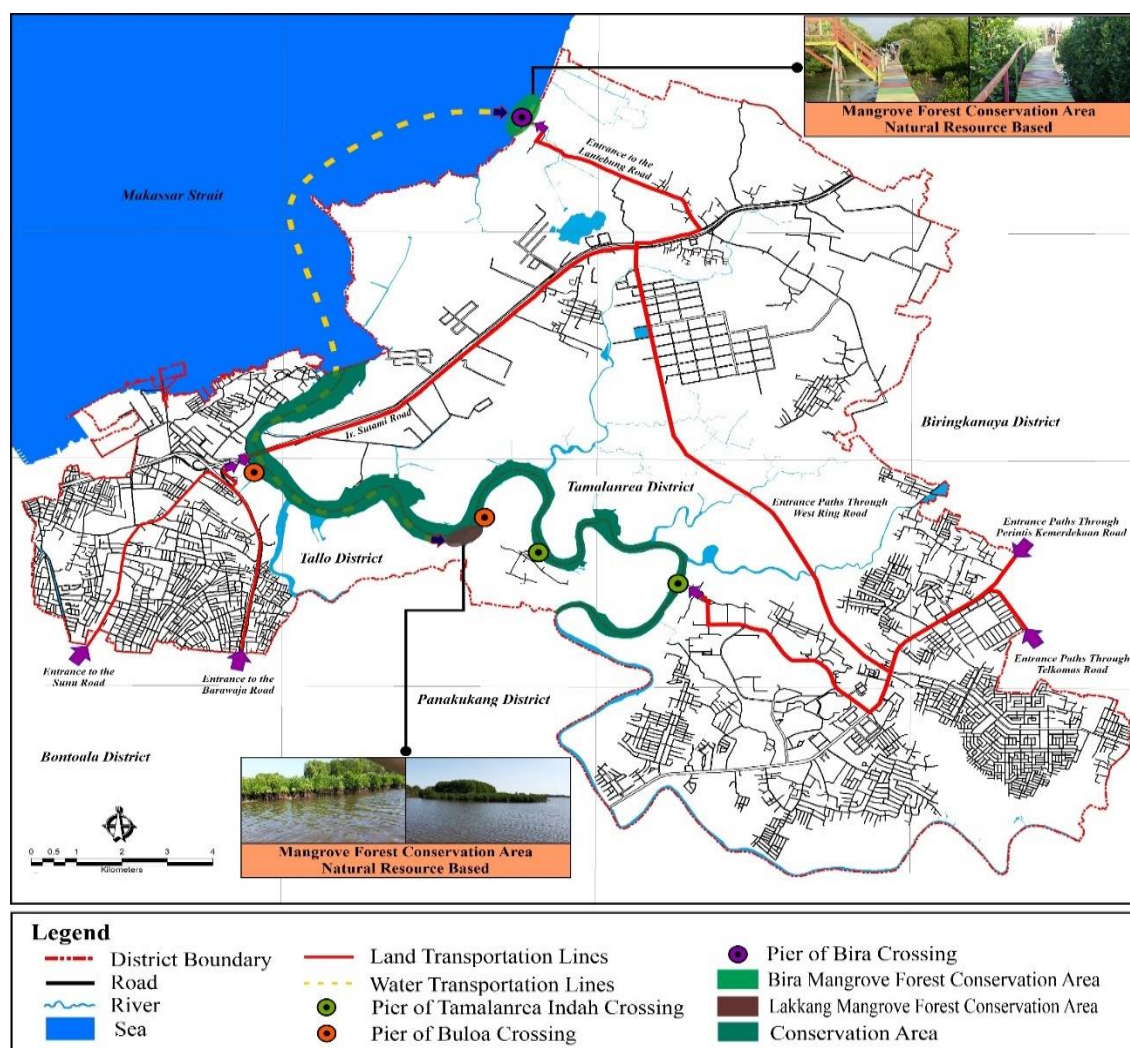 Mangrove Forest Conservation Area
Natural Resource Based
Entrance to the
Lantebung Road
Makassar Strait
Biringkanaya District
Ir. Sutami Road
Tamalanrea District
Entrance Paths Through
West Ring Road
Entrance Paths Through
Perintis Kemerdekaan Road
Tallo District
Entrance to the
Sunu Road
Entrance to the
Barawaja Road
Entrance Paths Through
Telkomas Road
Panakukang District
Bontoala District
Mangrove Forest Conservation Area
Natural Resource Based
0 0.5 1 2 3 4
Kilometers
Legend
District Boundary
Road
River
Sea
Land Transportation Lines
Water Transportation Lines
Pier of Tamalanrea Indah Crossing
Pier of Buloa Crossing
Pier of Bira Crossing
Bira Mangrove Forest Conservation Area
Lakkang Mangrove Forest Conservation Area
Conservation Area